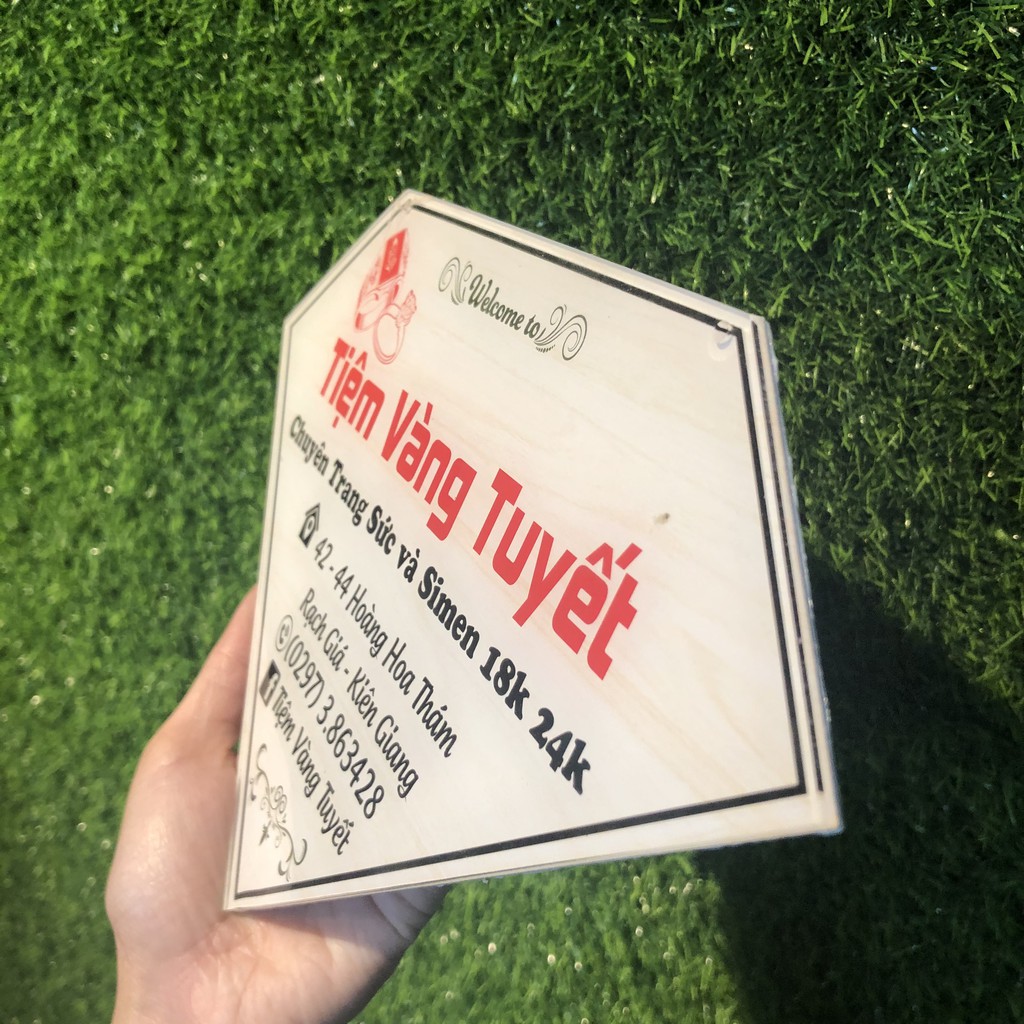 Welcome to
Tiệm Vàng Tuyết
Chuyên Trang Sức và Simen 18k 24k
42 - 44 Hoàng Hoa Thám
Rạch Giá - Kiên Giang
(0297) 3.863428
Tiệm Vàng Tuyết